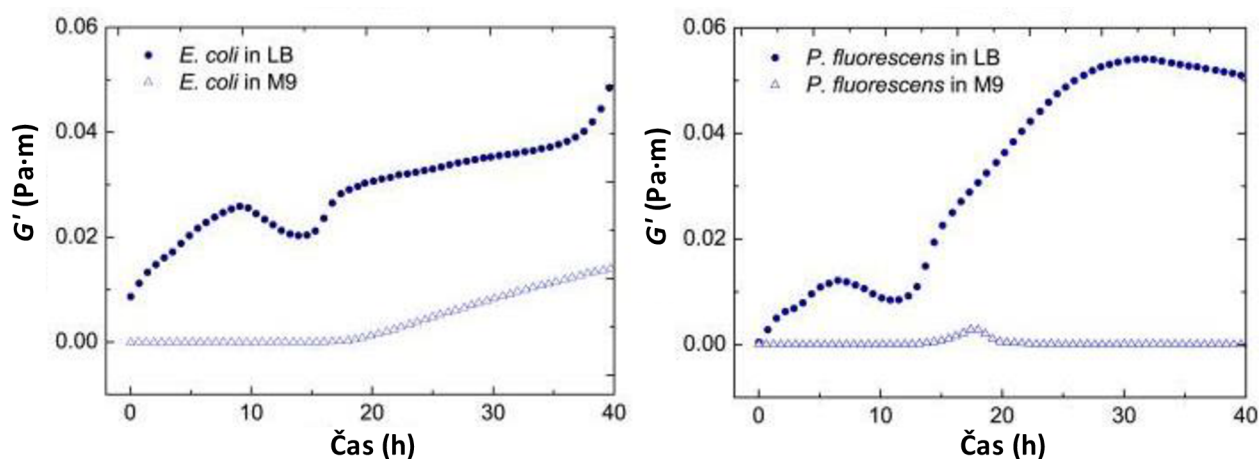 0.06
0.04
0.02
0.00
G' (Pa·m)
● E. coli in LB
△ E. coli in M9
0 10 20 30 40
Čas (h)
0.06
0.04
0.02
0.00
G' (Pa·m)
● P. fluorescens in LB
△ P. fluorescens in M9
0 10 20 30 40
Čas (h)